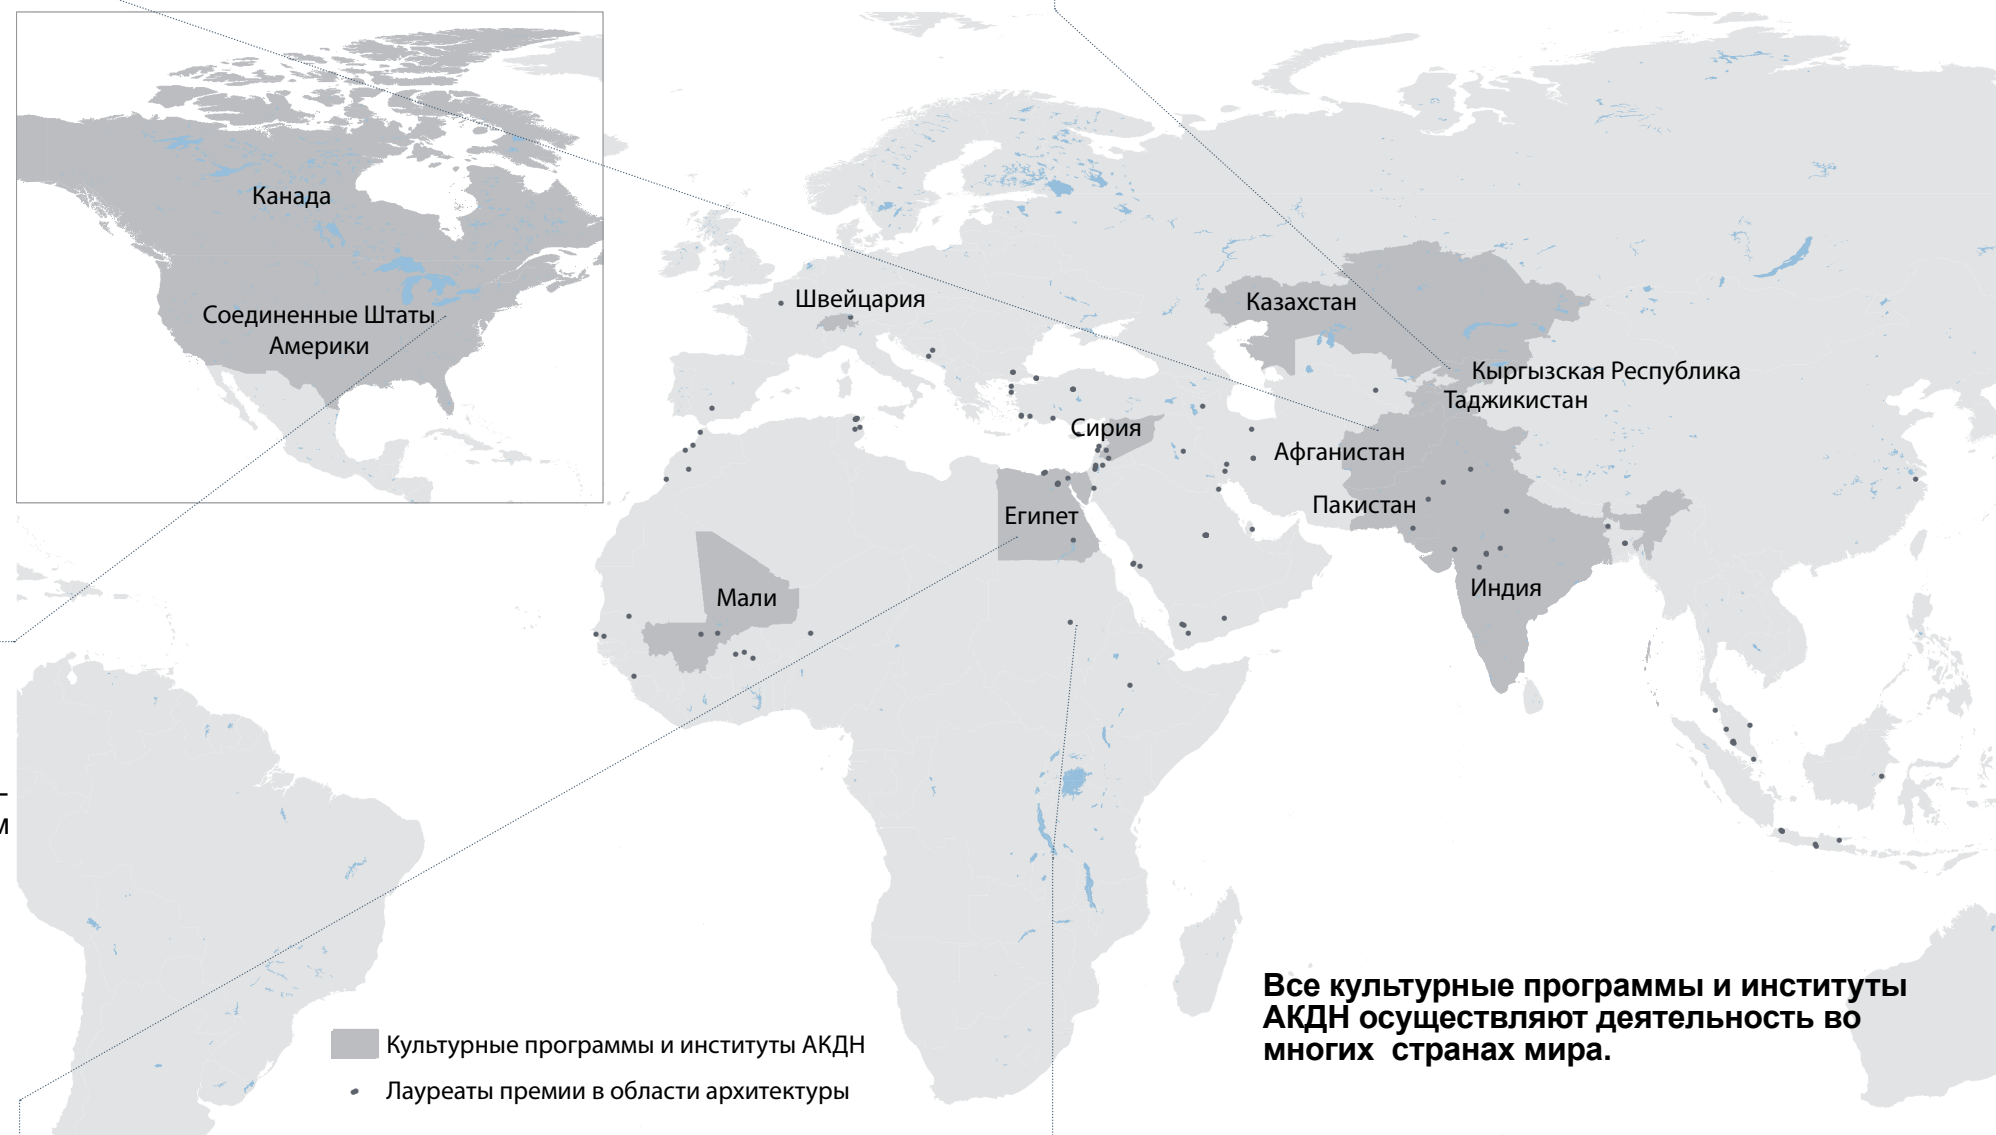 Канада
Соединенные Штаты
Америки
Швейцария
Казахстан
Кыргызская Республика
Таджикистан
Сирия
Афганистан
Пакистан
Египет
Индия
Мали
–
м
Все культурные программы и институты
АКДН осуществляют деятельность во
многих странах мира.
Культурные программы и институты АКДН
Лауреаты премии в области архитектуры